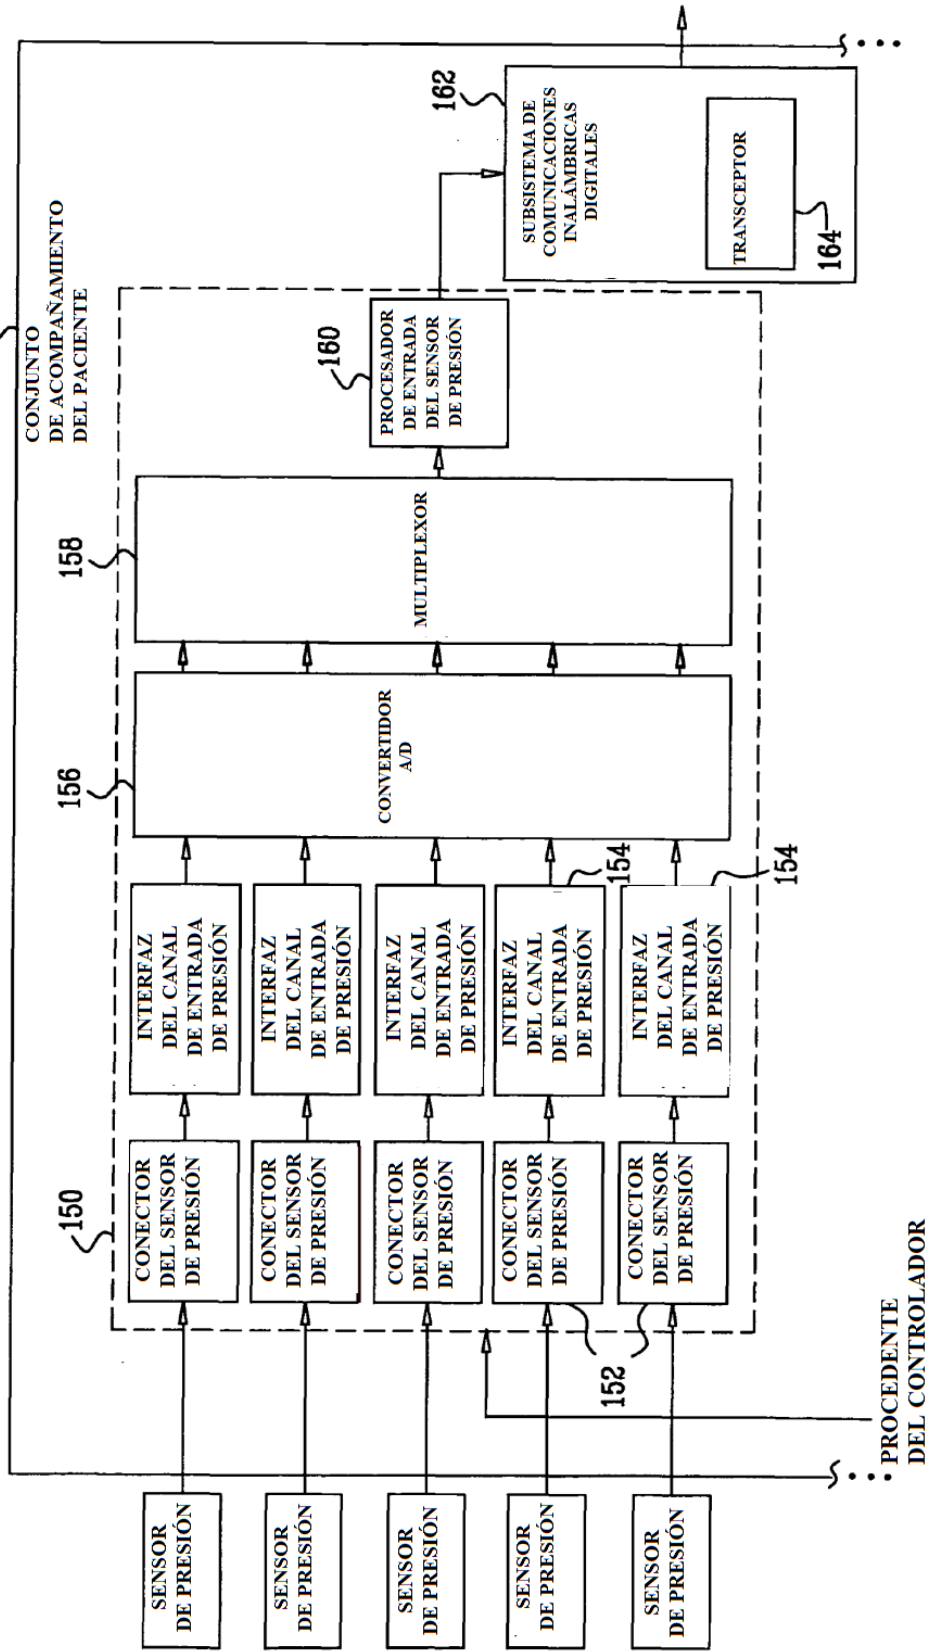 CONJUNTO
DE ACOMPAÑAMIENTO
DEL PACIENTE
150
156
158
SENSOR
DE PRESIÓN
CONECTOR
DEL SENSOR
DE PRESIÓN
INTERFAZ
DEL CANAL
DE ENTRADA
DE PRESIÓN
SENSOR
DE PRESIÓN
CONECTOR
DEL SENSOR
DE PRESIÓN
INTERFAZ
DEL CANAL
DE ENTRADA
DE PRESIÓN
SENSOR
DE PRESIÓN
CONECTOR
DEL SENSOR
DE PRESIÓN
INTERFAZ
DEL CANAL
DE ENTRADA
DE PRESIÓN
CONVERTIDOR
A/D
MULTIPLEXOR
160
PROCESADOR
DE ENTRADA
DEL SENSOR
DE PRESIÓN
162
SUBSISTEMA DE
COMUNICACIONES
INALÁMBRICAS
DIGITALES
SENSOR
DE PRESIÓN
CONECTOR
DEL SENSOR
DE PRESIÓN
INTERFAZ
DEL CANAL
DE ENTRADA
DE PRESIÓN
152
154
SENSOR
DE PRESIÓN
CONECTOR
DEL SENSOR
DE PRESIÓN
INTERFAZ
DEL CANAL
DE ENTRADA
DE PRESIÓN
154
TRANSCEPTOR
164
PROCEDENTE
DEL CONTROLADOR